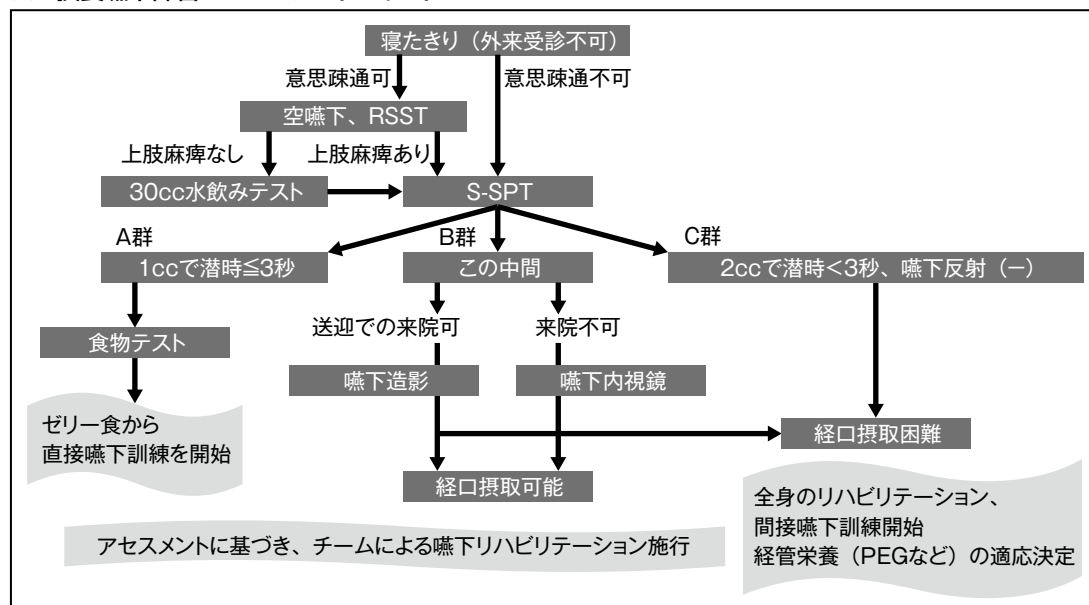 寝たきり（外来受診不可）
意思疎通可
意思疎通不可
空嚥下、RSST
上肢麻痺なし
上肢麻痺あり
30cc水飲みテスト
S-SPT
A群
B群
C群
1ccで潜時≦3秒
この中間
2ccで潜時<3秒、嚥下反射（－）
送迎での来院可
来院不可
食物テスト
嚥下造影
嚥下内視鏡
ゼリー食から
直接嚥下訓練を開始
経口摂取困難
経口摂取可能
全身のリハビリテーション、
間接嚥下訓練開始
経管栄養（PEGなど）の適応決定
アセスメントに基づき、チームによる嚥下リハビリテーション施行